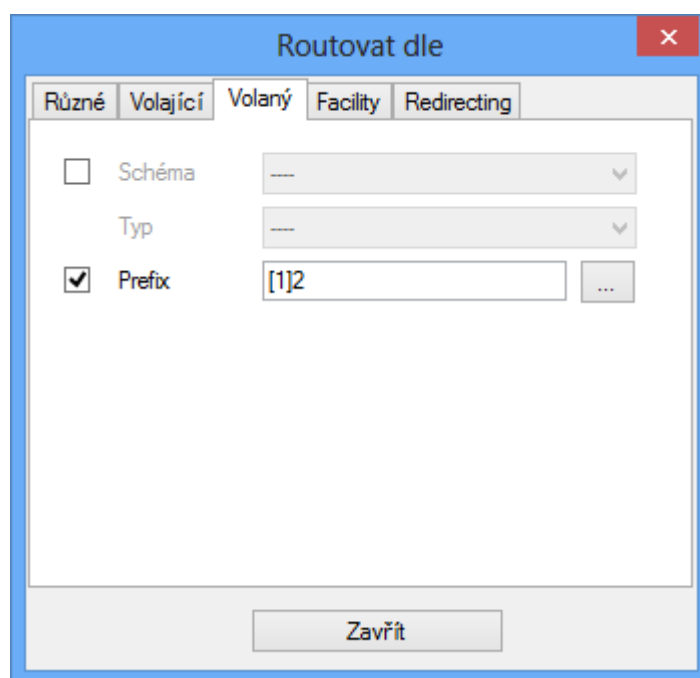 Routovat dle
Různé Volající Volaný Facility Redirecting
Schéma ----
Typ ----
Prefix [1]2 ...
Zavřít